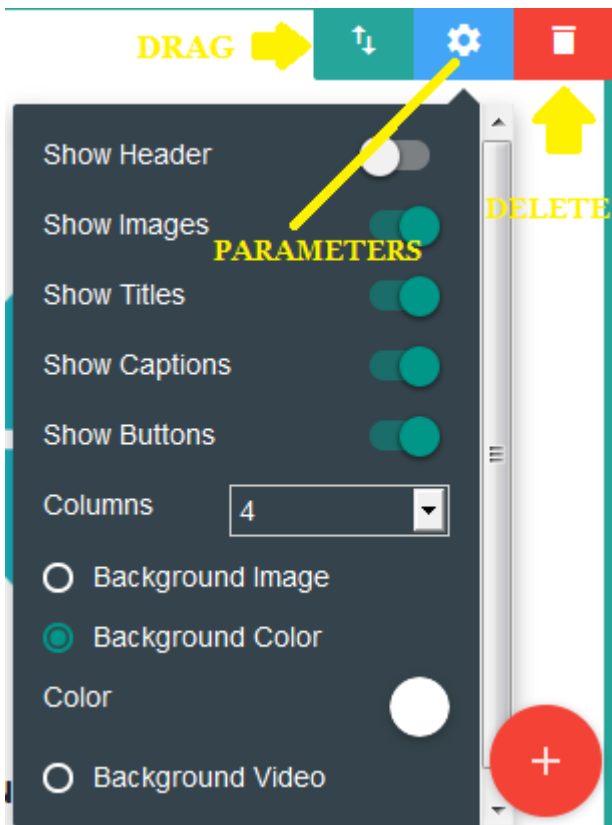 DRAG
Show Header
DELETE
Show Images
PARAMETERS
Show Titles
Show Captions
Show Buttons
Columns 4
Background Image
Background Color
Color
Background Video